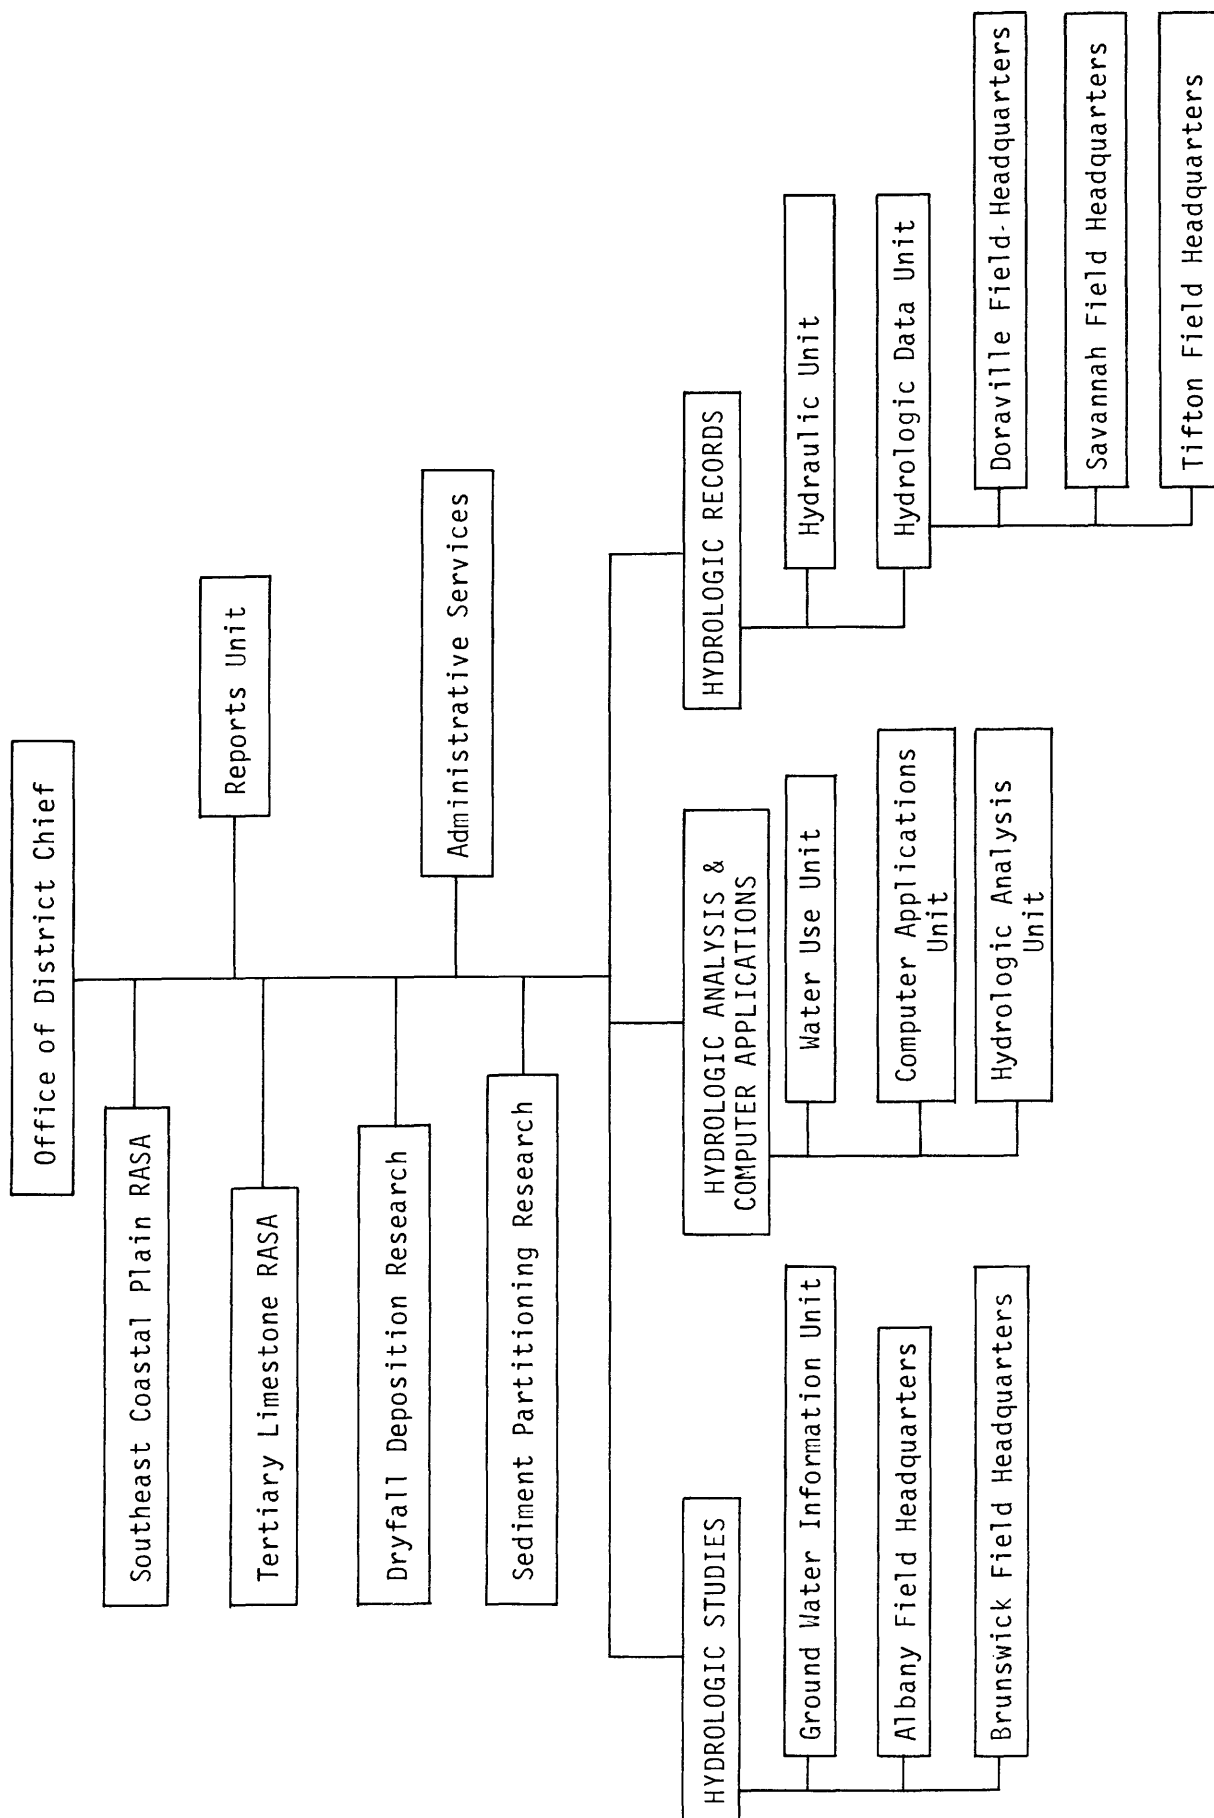 Office of District Chief
Southeast Coastal Plain RASA
Reports Unit
Tertiary Limestone RASA
Dryfall Deposition Research
Administrative Services
Sediment Partitioning Research
HYDROLOGIC STUDIES
Ground Water Information Unit
Albany Field Headquarters
Brunswick Field Headquarters
HYDROLOGIC ANALYSIS &
COMPUTER APPLICATIONS
Water Use Unit
Computer Applications
Unit
Hydrologic Analysis
Unit
HYDROLOGIC RECORDS
Hydraulic Unit
Hydrologic Data Unit
Doraville Field-Headquarters
Savannah Field Headquarters
Tifton Field Headquarters